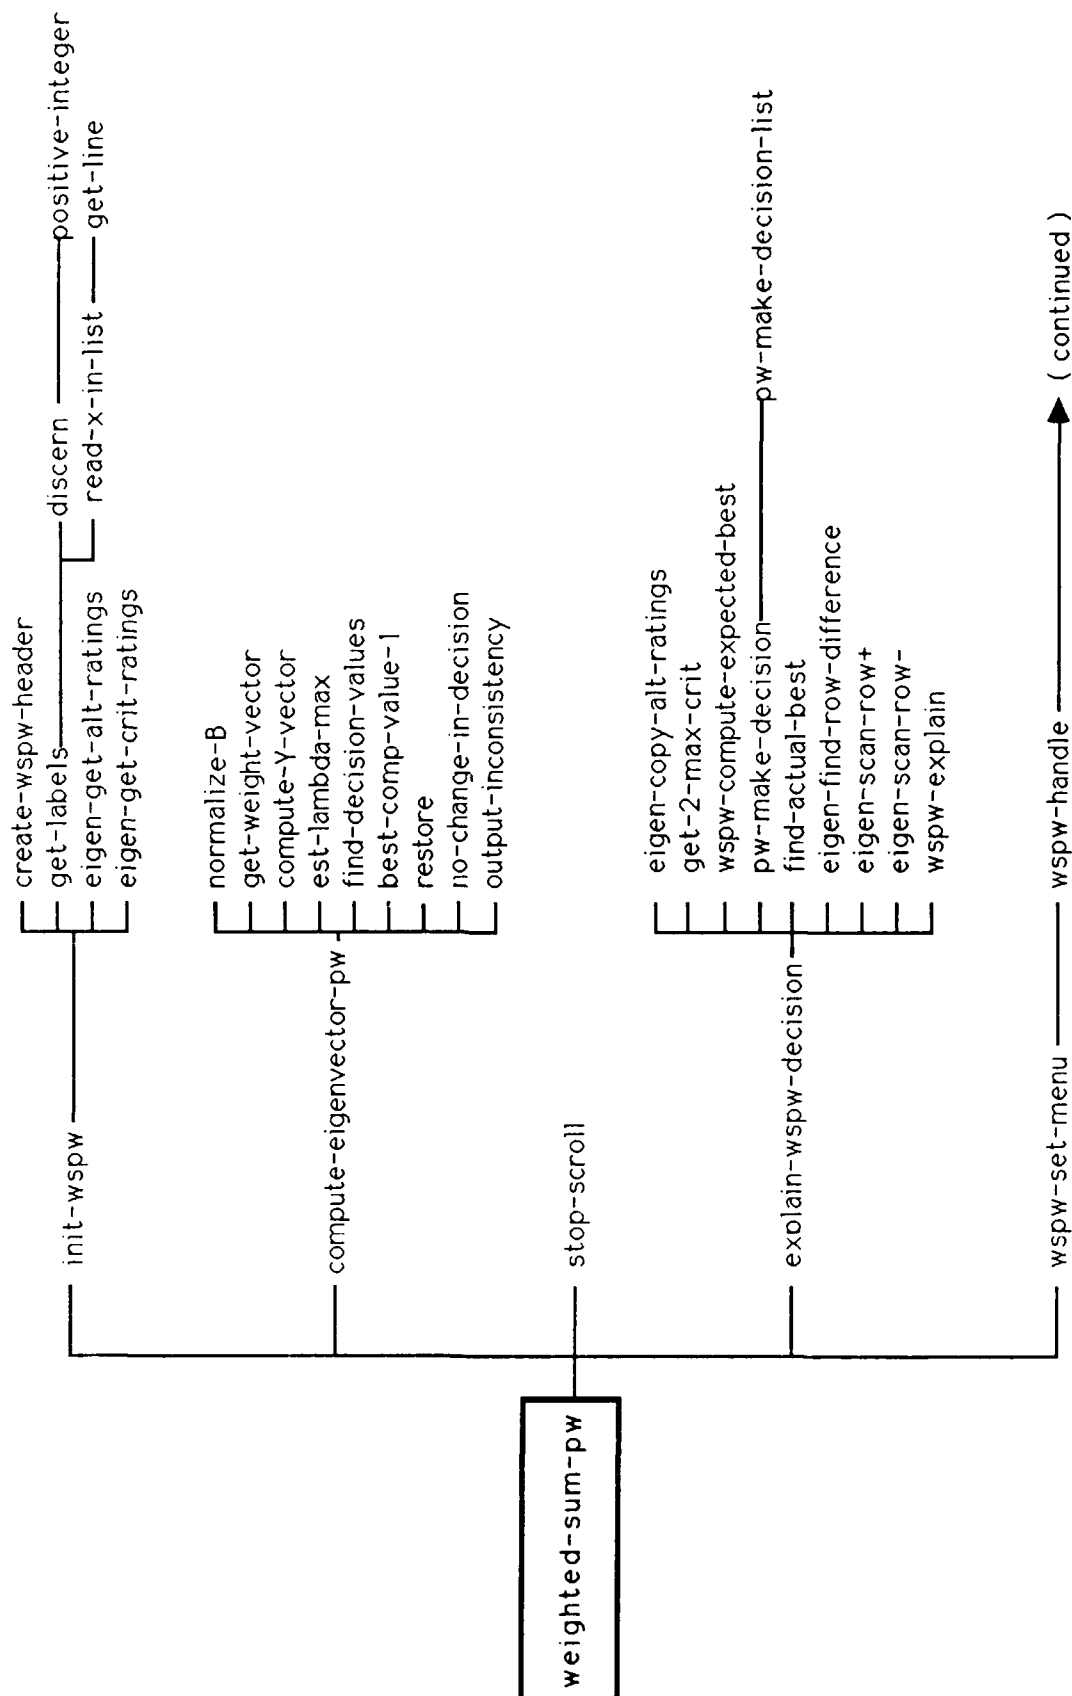 weighted-sum-pw
init-wspw
create-wspw-header
get-labels
discern
positive-integer
read-x-in-list
get-line
eigen-get-alt-ratings
eigen-get-crit-ratings
compute-eigenvector-pw
normalize-B
get-weight-vector
compute-Y-vector
est-lambda-max
find-decision-values
best-comp-value-1
restore
no-change-in-decision
output-inconsistency
stop-scroll
explain-wspw-decision
eigen-copy-alt-ratings
get-2-max-crit
wspw-compute-expected-best
pw-make-decision
pw-make-decision-list
find-actual-best
eigen-find-row-difference
eigen-scan-row+
eigen-scan-row-
wspw-explain
wspw-set-menu
wspw-handle
( continued )